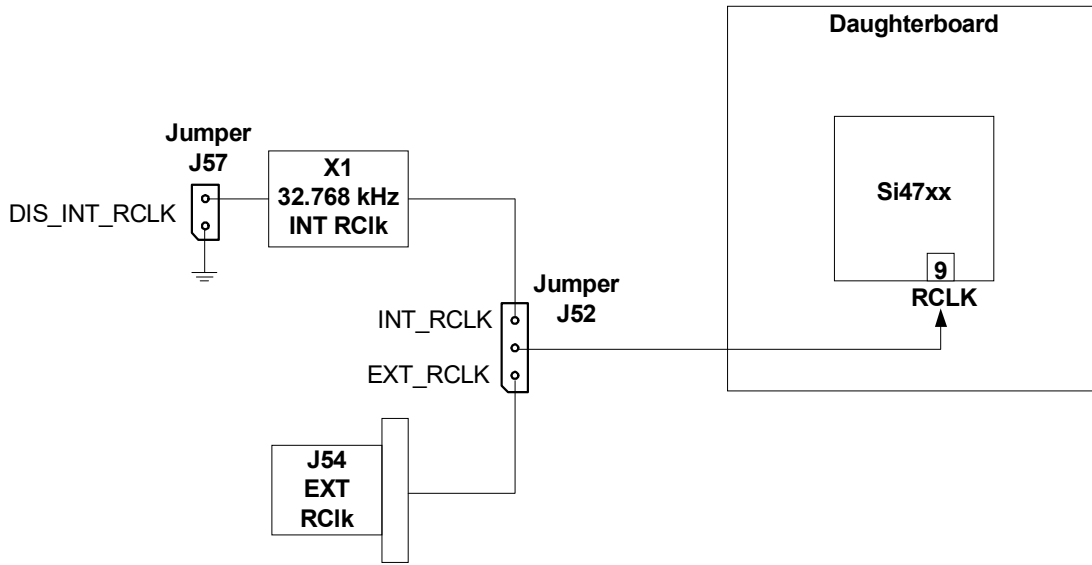 Daughterboard
Jumper
J57
X1
32.768 kHz
INT RClk
DIS_INT_RCLK
Si47xx
9
RCLK
Jumper
J52
INT_RCLK
EXT_RCLK
J54
EXT
RClk